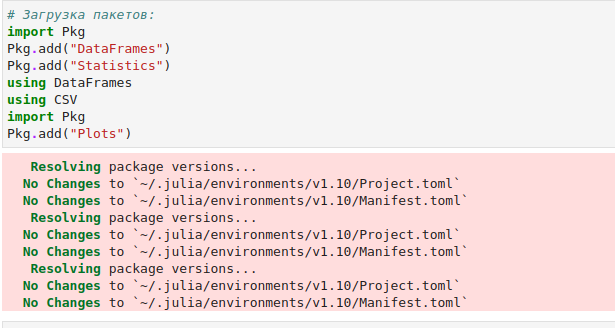 # Загрузка пакетов:
import Pkg
Pkg.add("DataFrames")
Pkg.add("Statistics")
using DataFrames
using CSV
import Pkg
Pkg.add("Plots")
Resolving package versions...
No Changes to `~/.julia/environments/v1.10/Project.toml`
No Changes to `~/.julia/environments/v1.10/Manifest.toml`
Resolving package versions...
No Changes to `~/.julia/environments/v1.10/Project.toml`
No Changes to `~/.julia/environments/v1.10/Manifest.toml`
Resolving package versions...
No Changes to `~/.julia/environments/v1.10/Project.toml`
No Changes to `~/.julia/environments/v1.10/Manifest.toml`